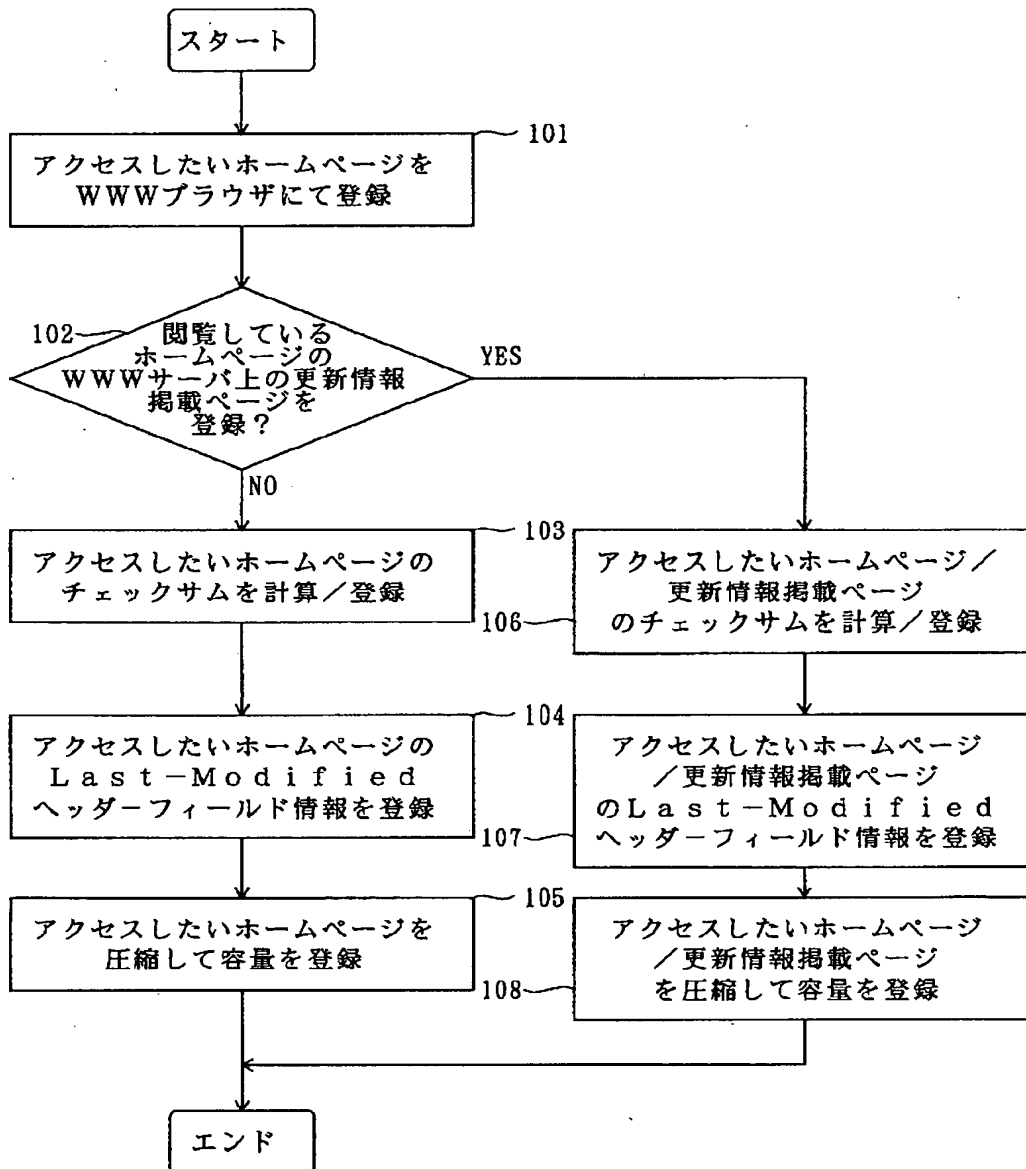 スタート
101
アクセスしたいホームページを
WWWブラウザにて登録
102
閲覧している
ホームページの
WWWサーバ上の更新情報
掲載ページを
登録?
YES
NO
103
アクセスしたいホームページの
チェックサムを計算/登録
アクセスしたいホームページ/
更新情報掲載ページ
のチェックサムを計算/登録
106
104
アクセスしたいホームページの
Last-Modified
ヘッダーフィールド情報を登録
アクセスしたいホームページ
/更新情報掲載ページ
のLast-Modified
ヘッダーフィールド情報を登録
107
105
アクセスしたいホームページを
圧縮して容量を登録
アクセスしたいホームページ
/更新情報掲載ページ
を圧縮して容量を登録
108
エンド